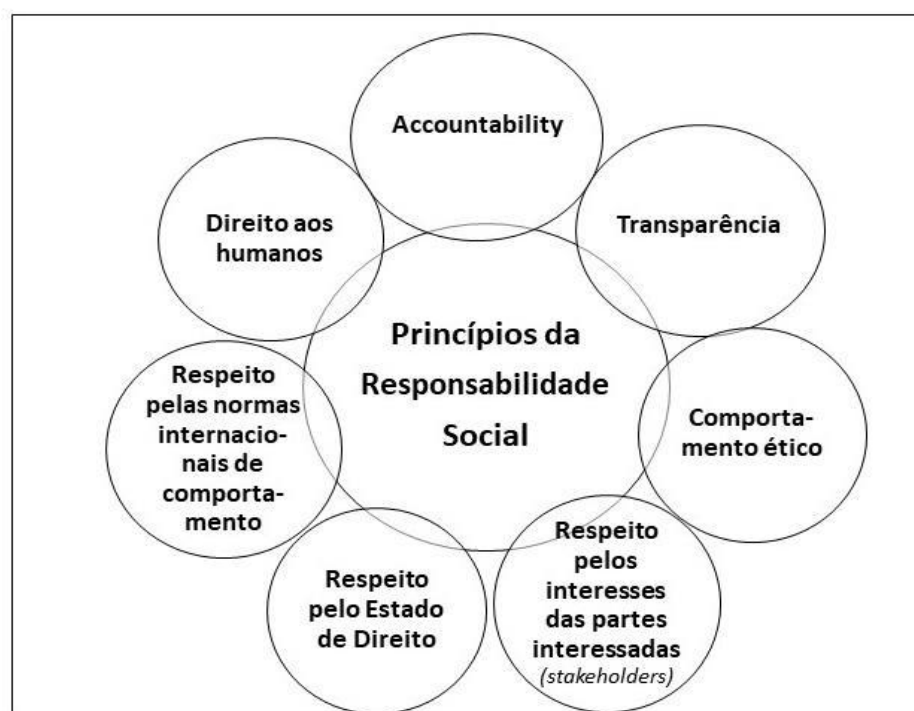 Accountability
Transparência
Comporta-
mento ético
Respeito
pelos
interesses
das partes
interessadas
(stakeholders)
Respeito
pelo Estado
de Direito
Respeito
pelas normas
internacio-
nais de
comporta-
mento
Direito aos
humanos
Princípios da
Responsabilidade
Social